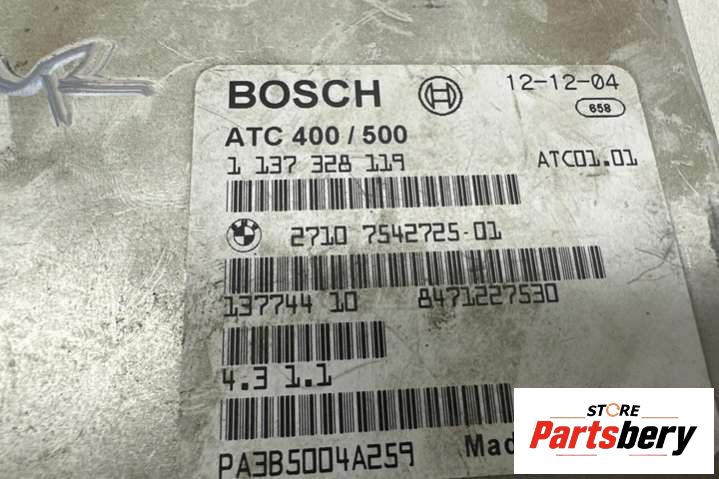 BOSCH
12-12-04
658
ATC 400 / 500
1 137 328 119
ATC01.01
2710 7542725-01
137744 10 8471227530
4.3 1.1
PA3B5004A259
Mad
STORE
Partsbery